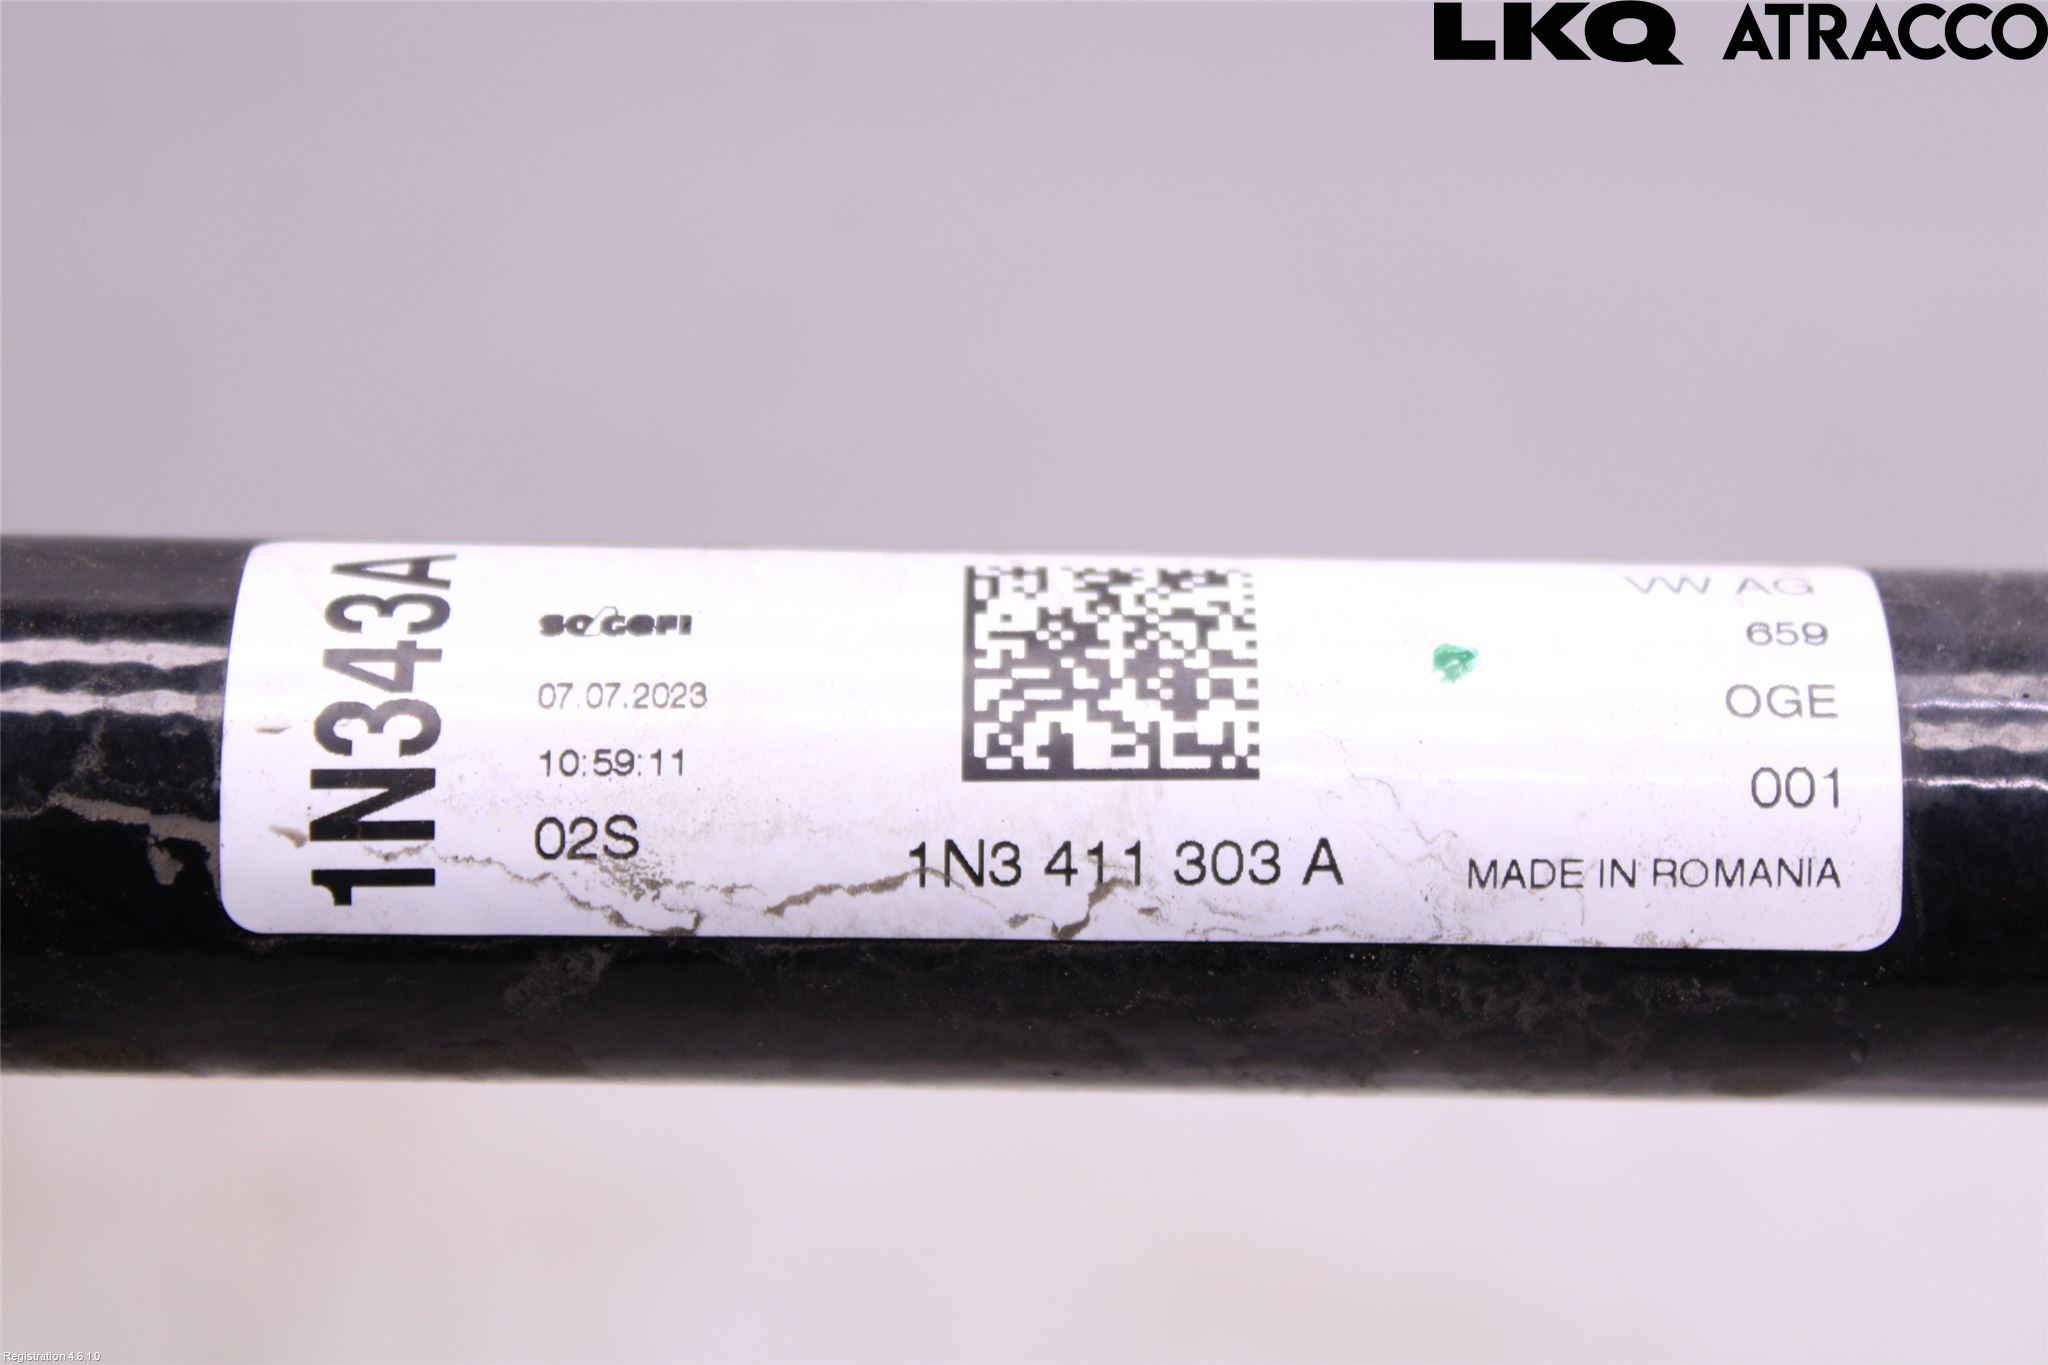 LKQ ATRACCO
1N343A
SOGEFI
07.07.2023
10:59:11
02S
1N3 411 303 A
VW AG
659
OGE
001
MADE IN ROMANIA
Registration 4.6.1.0